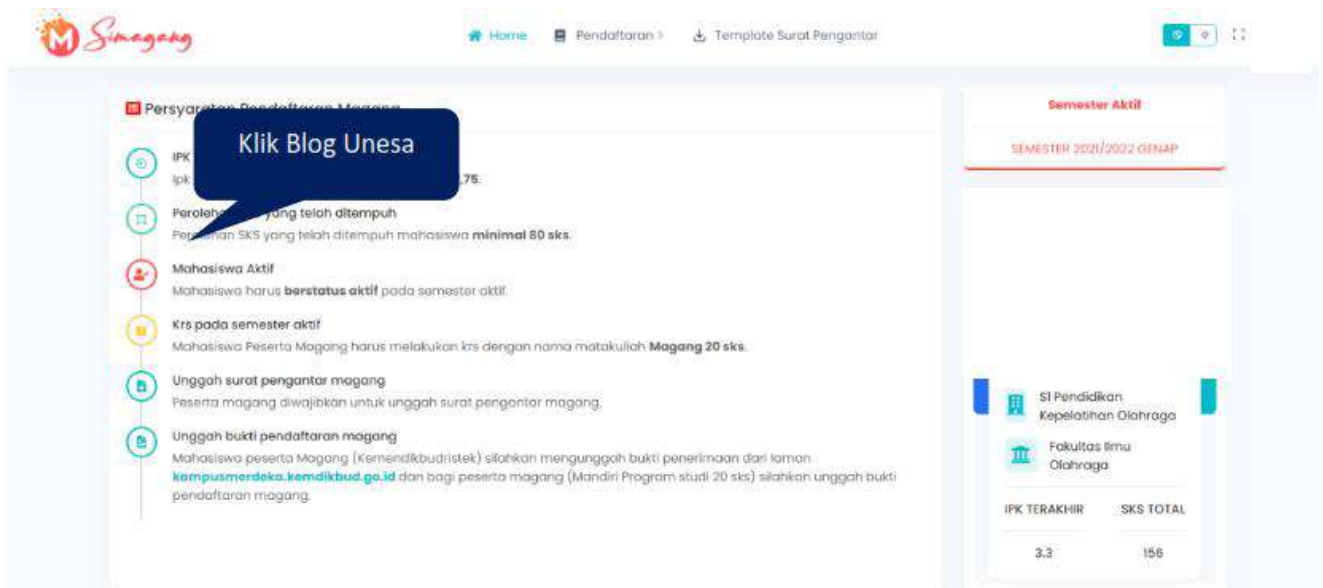 Simagang
Home
Pendaftaran
Template Surat Pengantar
Persyaratan Pendaftaran Magang
Klik Blog Unesa
IPK
Ipk
,75.
yang telah ditempuh
SKS yang telah ditempuh mahasiswa minimal 80 sks.
Mahasiswa Aktif
Mahasiswa harus berstatus aktif pada semester aktif.
Krs pada semester aktif
Mahasiswa Peserta Magang harus melakukan krs dengan nama matakuliah Magang 20 sks.
Unggah surat pengantar magang
Peserta magang diwajibkan untuk unggah surat pengantar magang.
Unggah bukti pendaftaran magang
Mahasiswa peserta Magang (Kemendikbudristek) silahkan mengunggah bukti penerimaan dari laman
kampusmerdeka.kemdikbud.go.id dan bagi peserta magang (Mandiri Program studi 20 sks) silahkan unggah bukti
pendaftaran magang.
Semester Aktif
SEMESTER 2021/2022 GENAP
S1 Pendidikan
Kepelatihan Olahraga
Fakultas Ilmu
Olahraga
IPK TERAKHIR SKS TOTAL
3.3 156